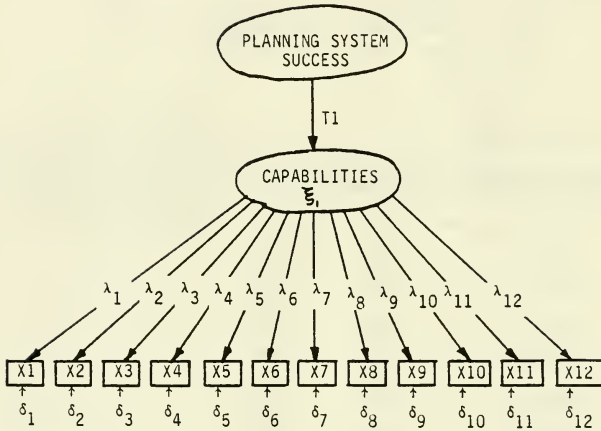 PLANNING SYSTEM
SUCCESS
T1
CAPABILITIES
ξ₁
λ₁ λ₂ λ₃ λ₄ λ₅ λ₆ λ₇ λ₈ λ₉ λ₁₀ λ₁₁ λ₁₂
X1 X2 X3 X4 X5 X6 X7 X8 X9 X10 X11 X12
δ₁ δ₂ δ₃ δ₄ δ₅ δ₆ δ₇ δ₈ δ₉ δ₁₀ δ₁₁ δ₁₂